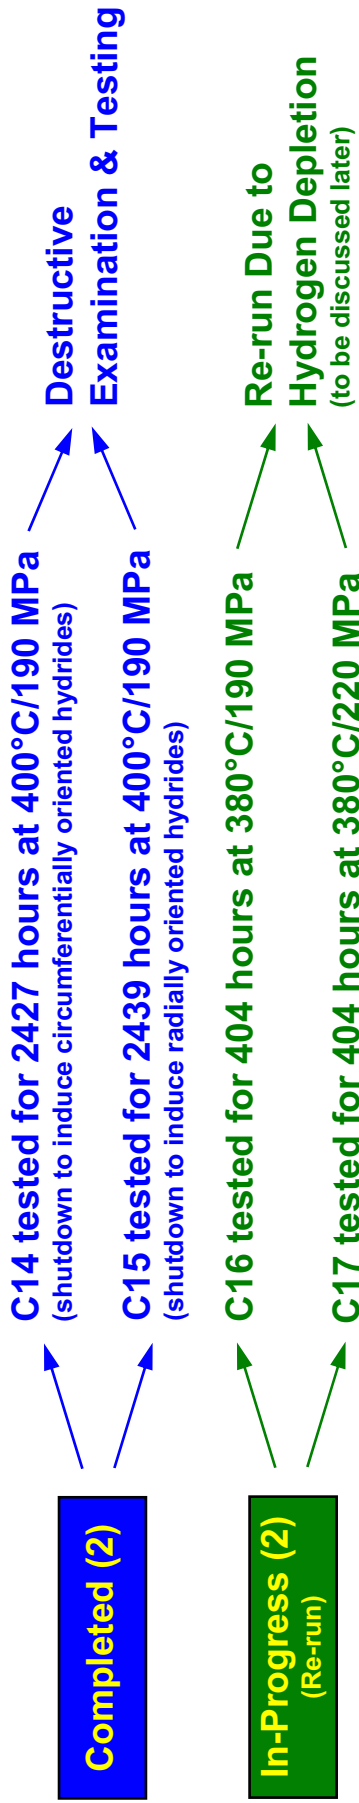 Completed (2)
C14 tested for 2427 hours at 400°C/190 MPa
(shutdown to induce circumferentially oriented hydrides)
C15 tested for 2439 hours at 400°C/190 MPa
(shutdown to induce radially oriented hydrides)
Destructive
Examination & Testing
In-Progress (2)
(Re-run)
C16 tested for 404 hours at 380°C/190 MPa
C17 tested for 404 hours at 380°C/220 MPa
Re-run Due to
Hydrogen Depletion
(to be discussed later)